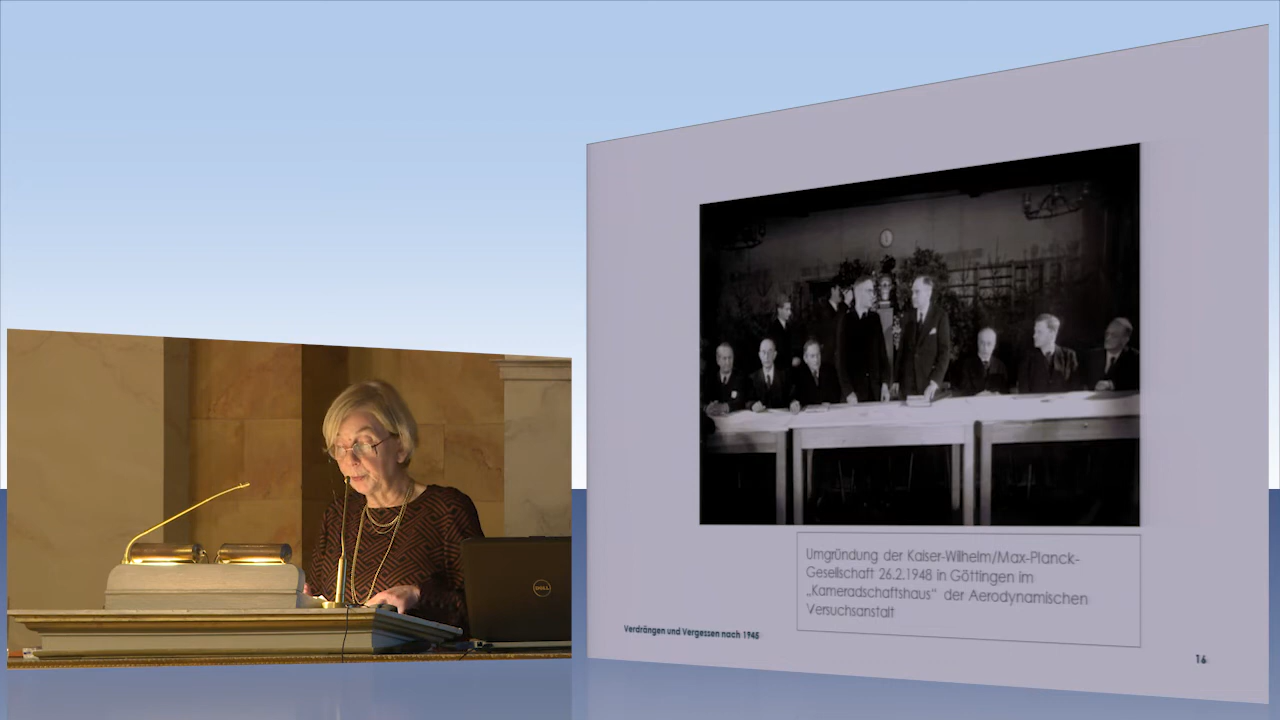 Umgründung der Kaiser-Wilhelm/Max-Planck-
Gesellschaft 26.2.1948 in Göttingen im
„Kameradschaftshaus" der Aerodynamischen
Versuchsanstalt
Verdrängen und Vergessen nach 1945
16
DELL